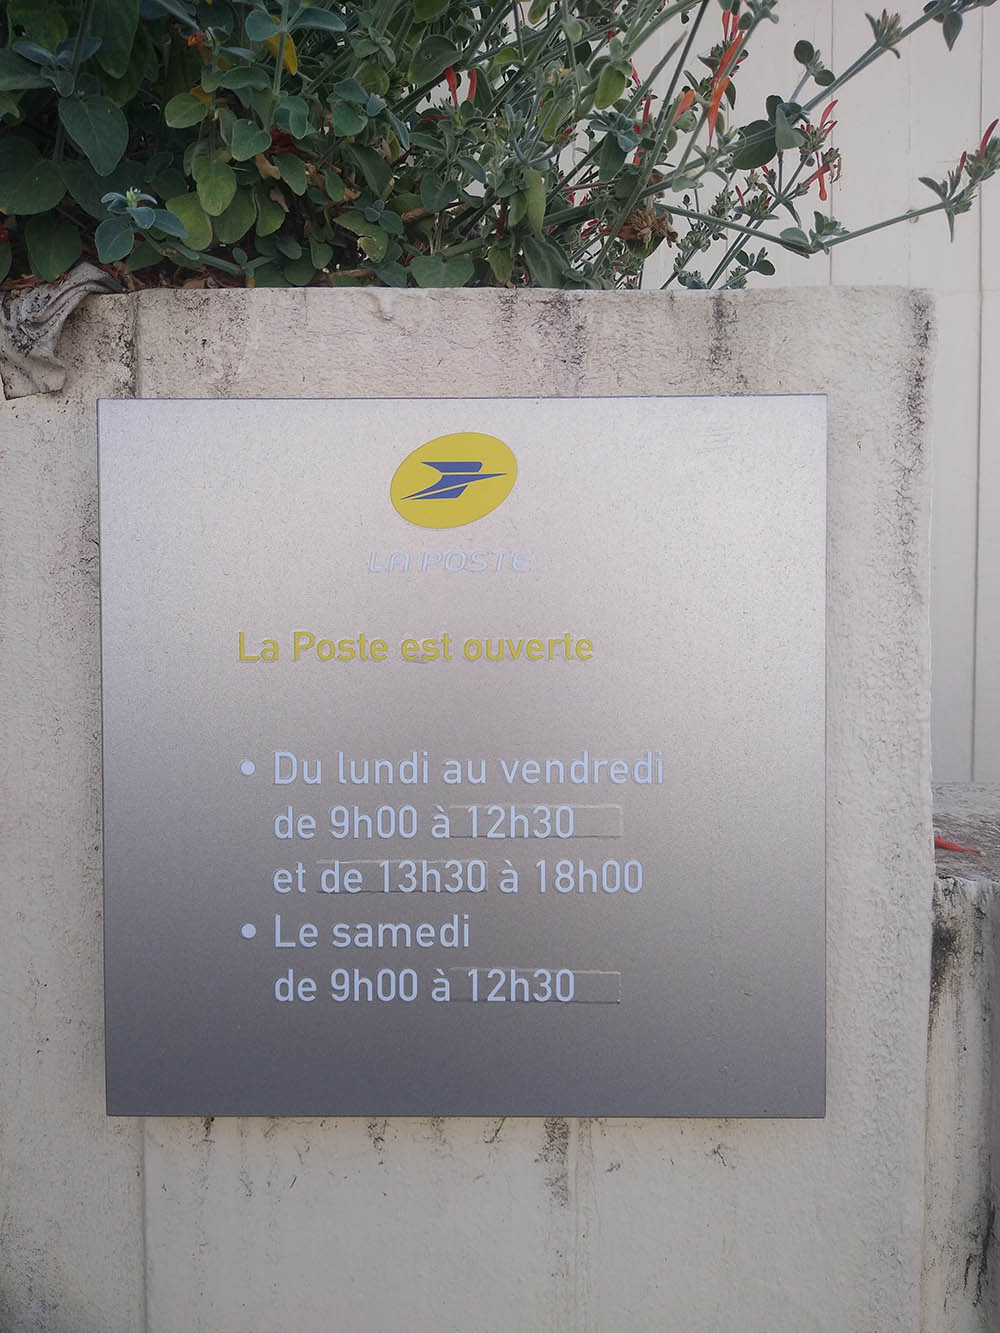 LA POSTE
La Poste est ouverte
• Du lundi au vendredi
de 9h00 à 12h30
et de 13h30 à 18h00
• Le samedi
de 9h00 à 12h30